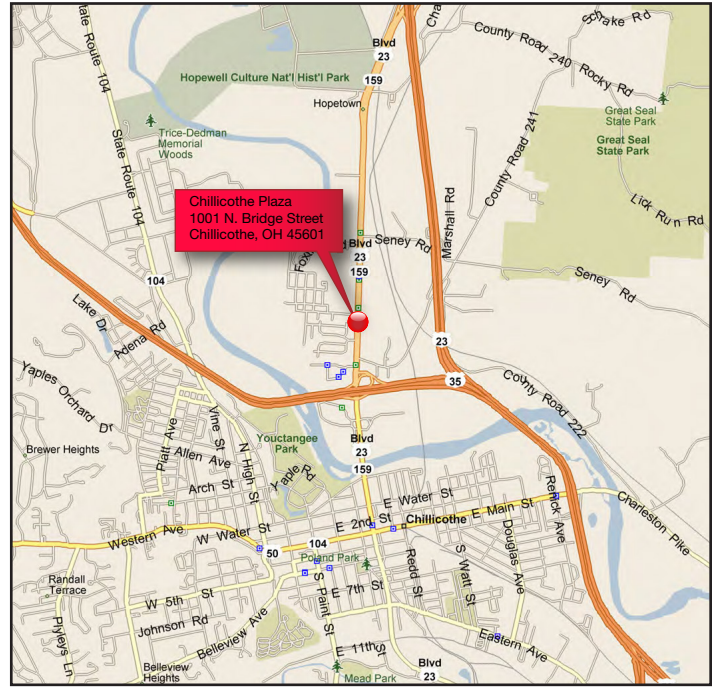 State Route 104
Schrake Rd
County Road 240 Rocky Rd
Blvd
23
159
Hopewell Culture Nat'l Hist'l Park
Hopetown
Great Seal
State Park
Great Seal
State Park
Trice-Dedman
Memorial
Woods
State Route 104
County Road 241
Marshall Rd
Lick Run Rd
Chillicothe Plaza
1001 N. Bridge Street
Chillicothe, OH 45601
Blvd
23
159
Seney Rd
Seney Rd
104
Lake Dr
Adena Rd
23
35
County Road 222
Yaples Orchard Dr
Vine St
N High St
Platt Ave
Youctangee
Park
Blvd
23
159
Brewer Heights
Allen Ave
Yaple Rd
Arch St
E Water St
Renick Ave
E 2nd St
Chillicothe
E Main St
Charleston Pike
Western Ave
W Water St
104
50
Douglas Ave
Poland Park
Redd St
S Watt St
Randall
Terrace
W 5th St
S Paint St
E 7th St
Johnson Rd
Belleview Ave
Eastern Ave
Plyleys Ln
E 11th St
Belleview
Heights
Mead Park
Blvd
23